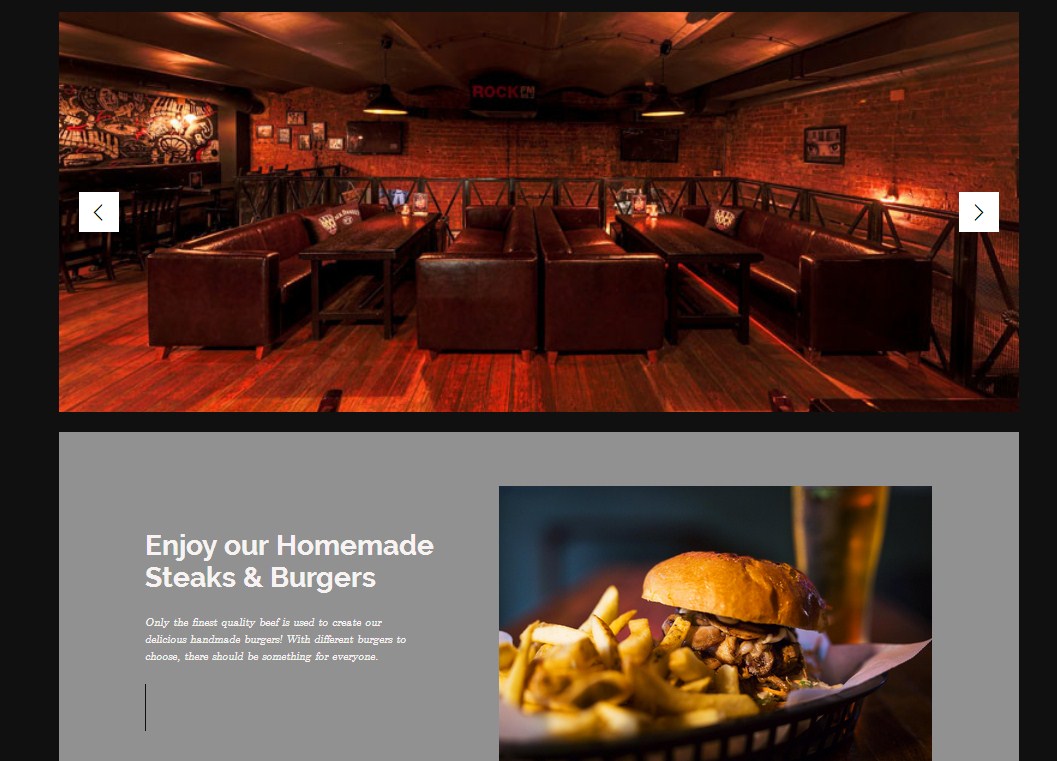 ROCK FM
Enjoy our Homemade
Steaks & Burgers
Only the finest quality beef is used to create our
delicious handmade burgers! With different burgers to
choose, there should be something for everyone.